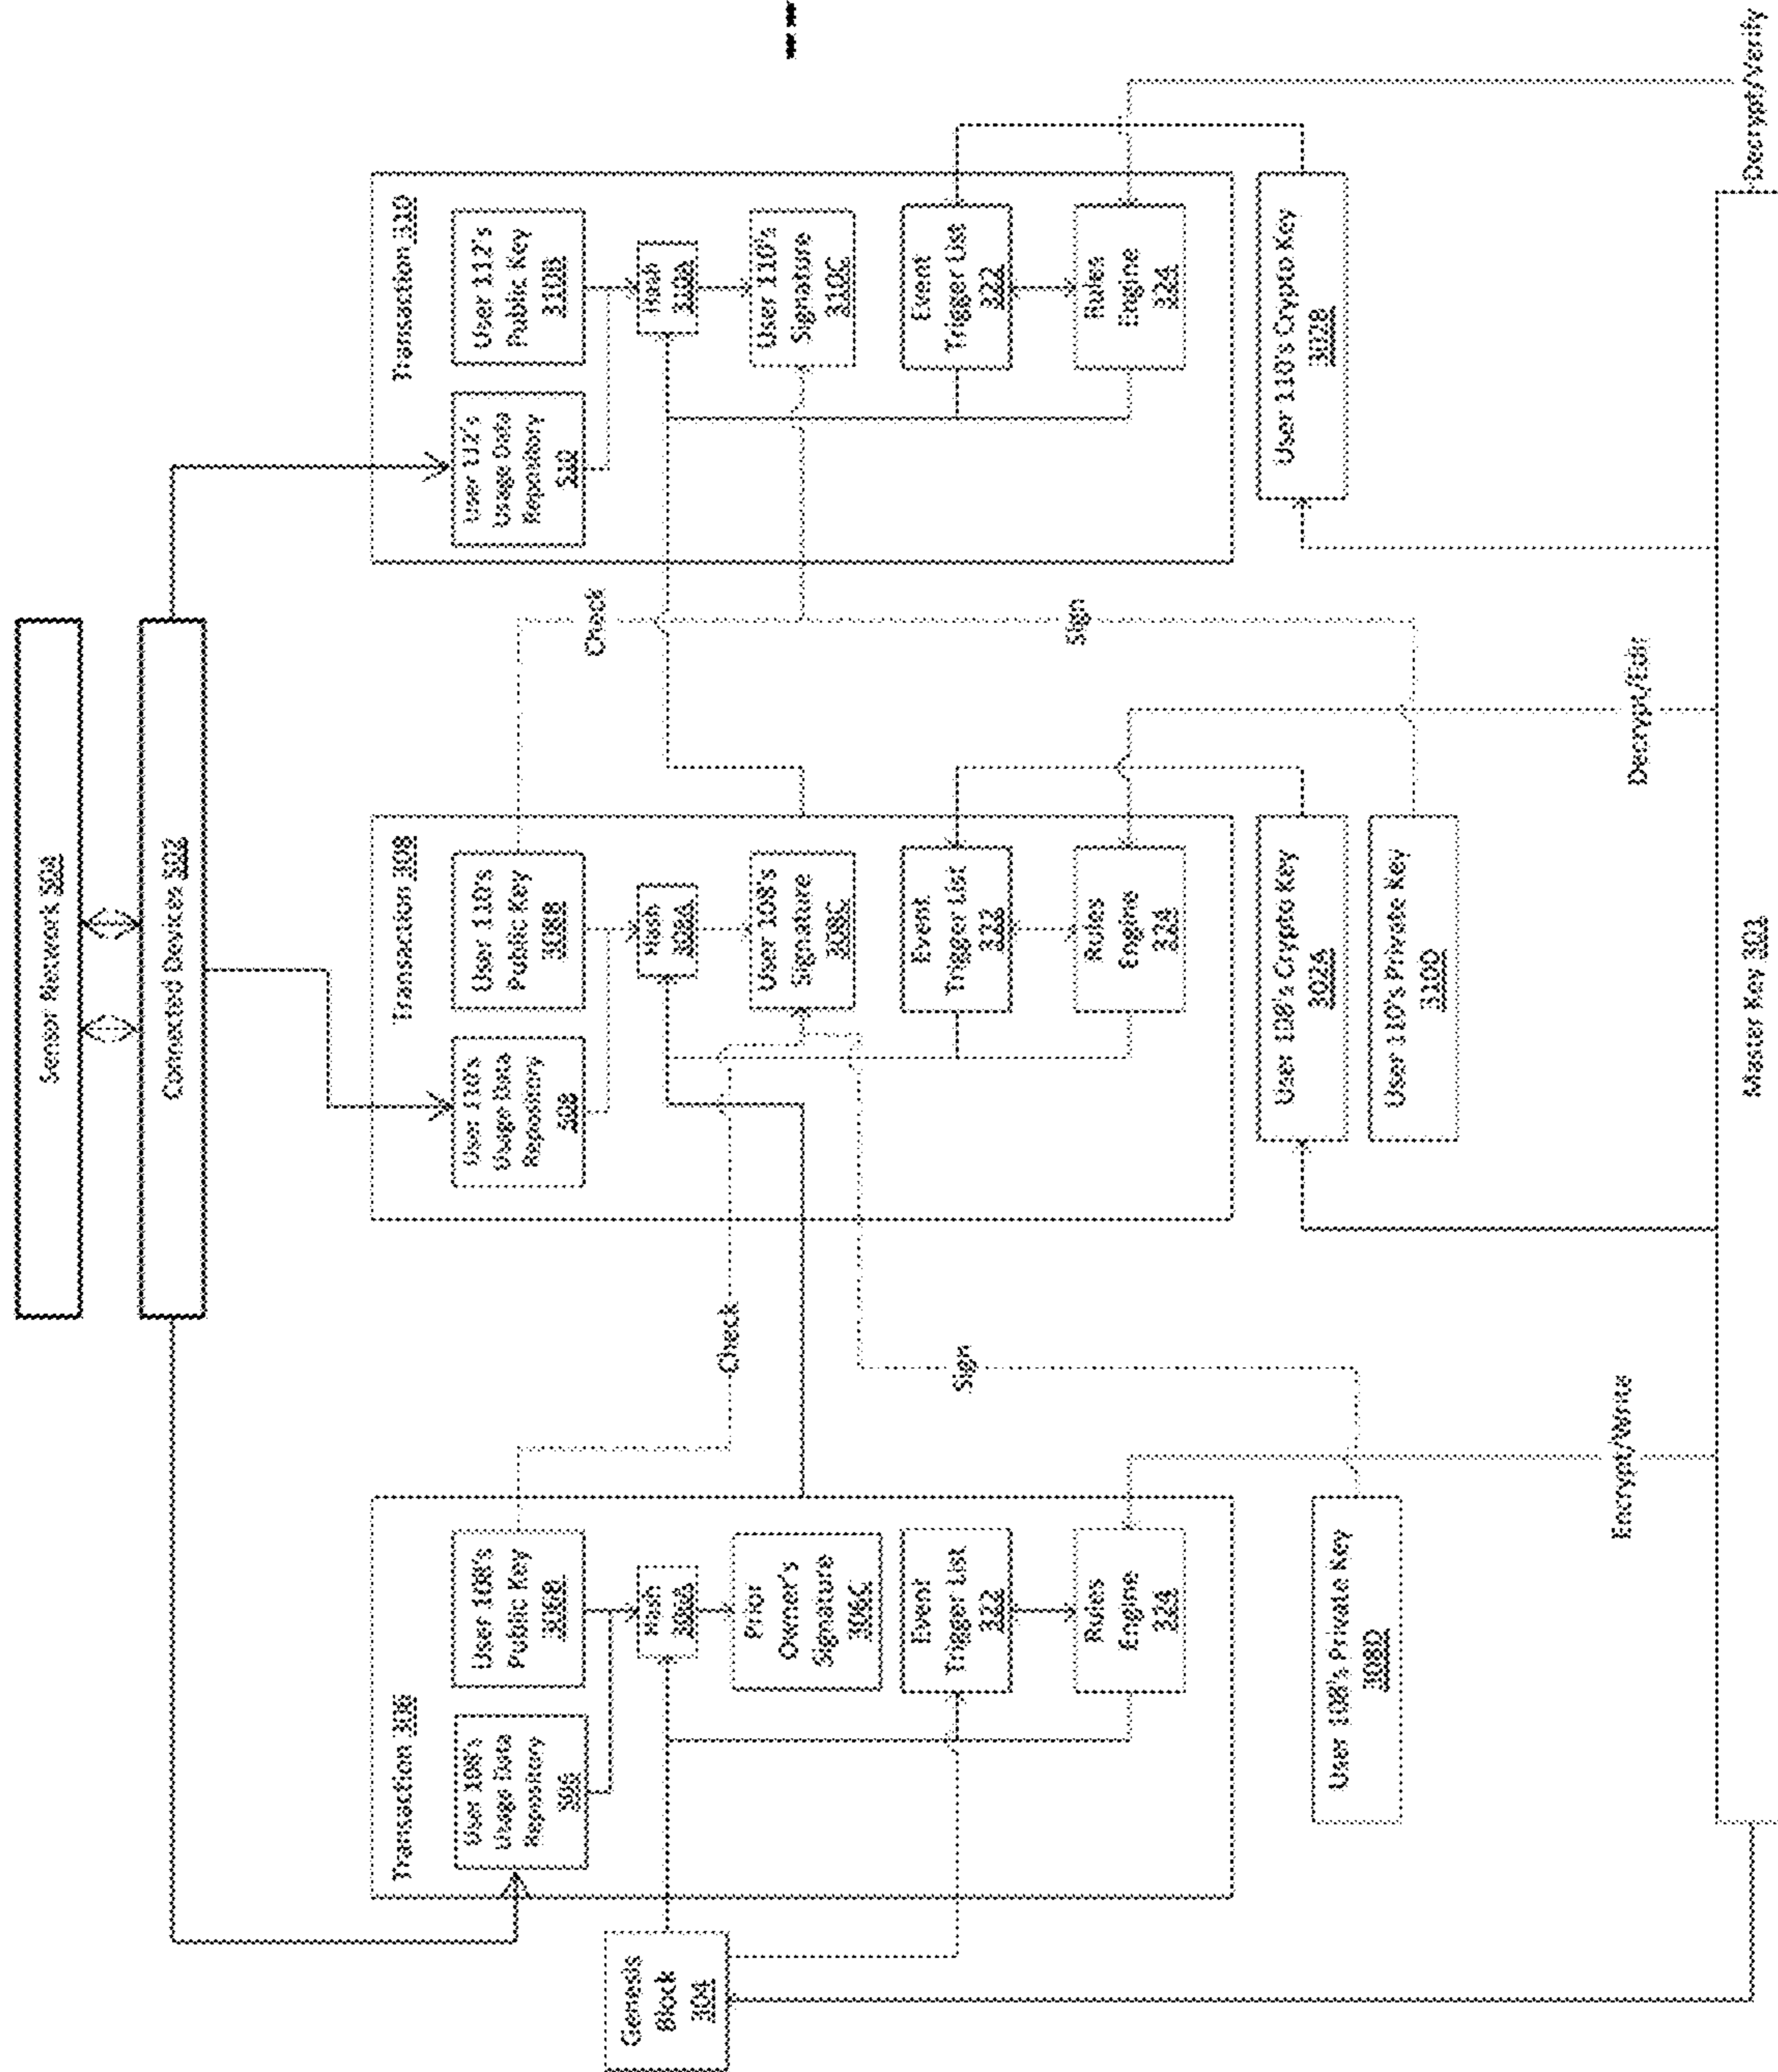 Sensor Network 501
Connected Devices 502
Transaction 306
User 108's
Usage Data
Repository
506
User 108's
Public Key
306B
Hash
306A
Prior
Owner's
Signature
306C
Event
Trigger List
322
Rules
Engine
324
Genesis
Block
304
User 108's Private Key
308D
Encrypt/Write
Check
Sign
Transaction 308
User 110's
Usage Data
Repository
508
User 110's
Public Key
308B
Hash
308A
User 108's
Signature
308C
Event
Trigger List
322
Rules
Engine
324
User 108's Crypto Key
302A
User 110's Private Key
310D
Decrypt/Edit
Check
Sign
Transaction 310
User 112's
Usage Data
Repository
510
User 112's
Public Key
310B
Hash
310A
User 110's
Signature
310C
Event
Trigger List
322
Rules
Engine
324
User 110's Crypto Key
302B
Master Key 301
Decrypt/Verify